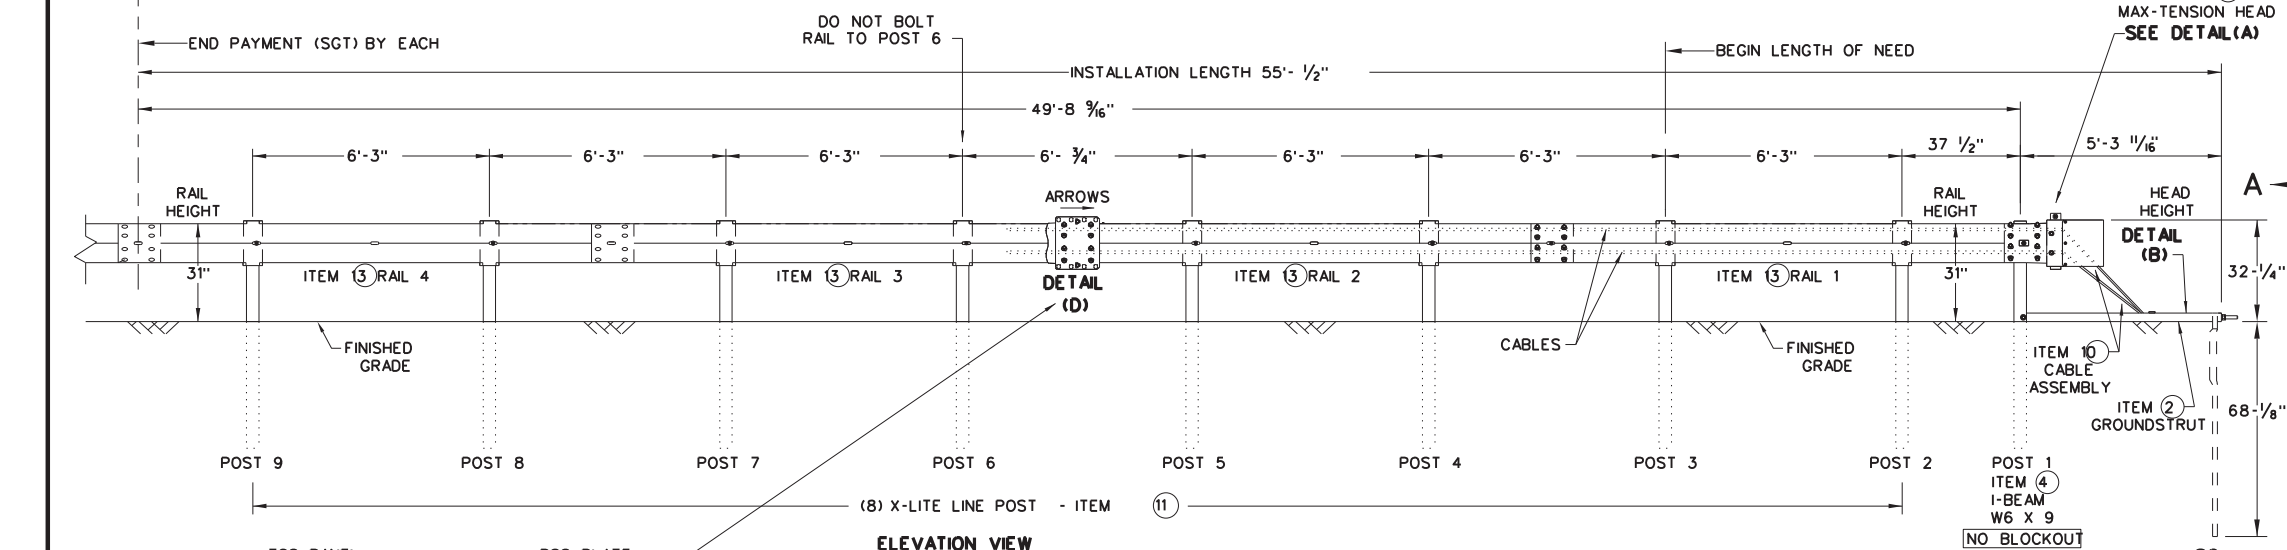 DO NOT BOLT
RAIL TO POST 6
END PAYMENT (SGT) BY EACH
MAX-TENSION HEAD
SEE DETAIL(A)
BEGIN LENGTH OF NEED
INSTALLATION LENGTH 55'- 1/2"
49'-8 9/16"
6'-3"
6'-3"
6'-3"
6'- 3/4"
6'-3"
6'-3"
6'-3"
37 1/2"
5'-3 11/16"
RAIL
HEIGHT
ARROWS
RAIL
HEIGHT
HEAD
HEIGHT
A
DETAIL
(B)
31"
ITEM 13 RAIL 4
ITEM 13 RAIL 3
DETAIL
(D)
ITEM 13 RAIL 2
ITEM 13 RAIL 1
31"
32-1/4"
FINISHED
GRADE
CABLES
FINISHED
GRADE
ITEM 10
CABLE
ASSEMBLY
ITEM 2
GROUNDSTRUT
68-1/8"
POST 9
POST 8
POST 7
POST 6
POST 5
POST 4
POST 3
POST 2
POST 1
ITEM 4
I-BEAM
W6 X 9
NO BLOCKOUT
(8) X-LITE LINE POST - ITEM 11
ELEVATION VIEW